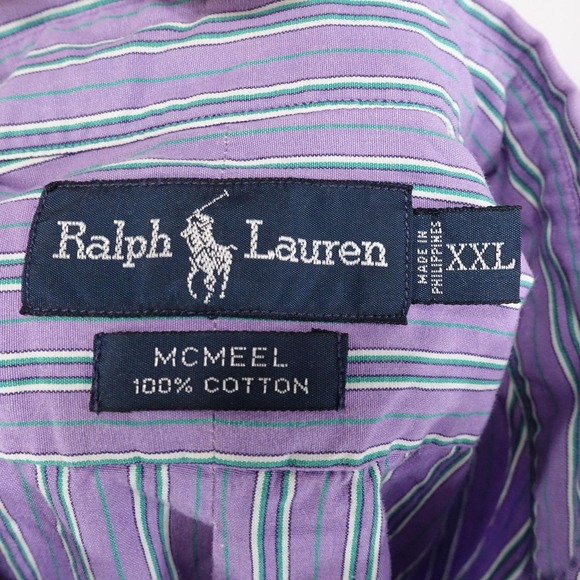 Ralph Lauren
MADE IN
PHILIPPINES
XXL
MCMEEL
100% COTTON